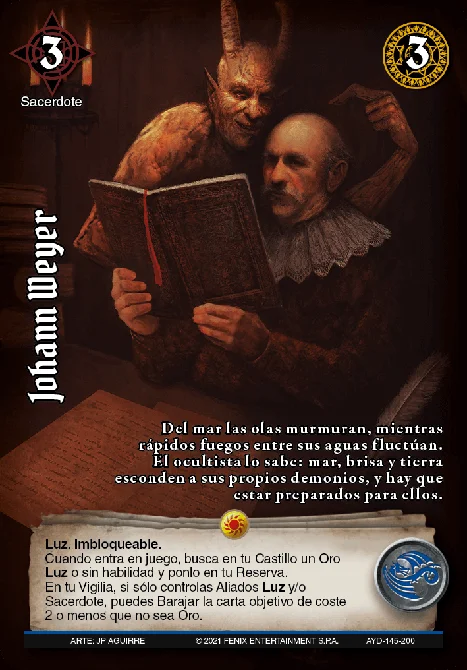 3
3
Sacerdote
Johann Weyer
Del mar las olas murmuran, mientras
rápidos fuegos entre sus aguas fluctúan.
El ocultista lo sabe: mar, brisa y tierra
esconden a sus propios demonios, y hay que
estar preparados para ellos.
Luz. Imbloqueable.
Cuando entra en juego, busca en tu Castillo un Oro
Luz o sin habilidad y ponlo en tu Reserva.
En tu Vigilia, si sólo controlas Aliados Luz y/o
Sacerdote, puedes Barajar la carta objetivo de coste
2 o menos que no sea Oro.
ARTE: JP AGUIRRE © 2021 FENIX ENTERTAINMENT S.P.A. AYD-145-200